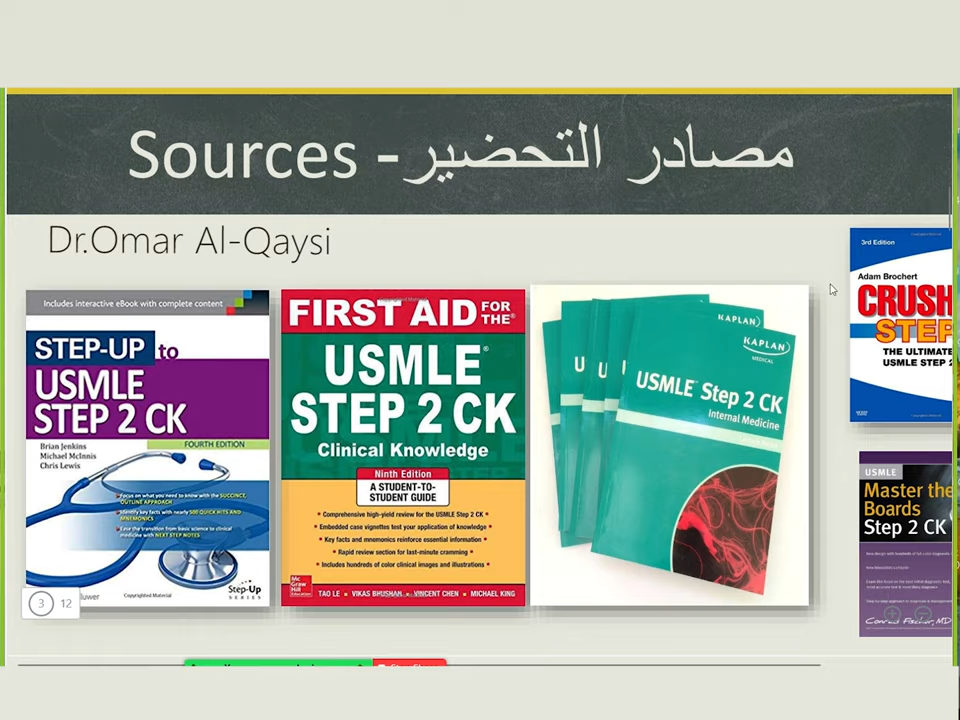 Sources - مصادر التحضير
Dr.Omar Al-Qaysi
Includes interactive eBook with complete content
STEP-UP to
USMLE
STEP 2 CK
FOURTH EDITION
Brian Jenkins
Michael McInnis
Chris Lewis
Focus on what you need to know with the SUCCINCT,
OUTLINE APPROACH
Identify key facts with nearly 500 QUICK HITS AND
MNEMONICS
Ease the transition from basic science to clinical
medicine with NEXT STEP NOTES
Copyrighted Material
Step-Up
SERIES
3 12
FIRST AID FOR
THE®
USMLE®
STEP 2 CK
Clinical Knowledge
Ninth Edition
A STUDENT-TO-
STUDENT GUIDE
• Comprehensive high-yield review for the USMLE Step 2 CK •
• Embedded case vignettes test your application of knowledge •
• Key facts and mnemonics reinforce essential information •
• Rapid review section for last-minute cramming •
• Includes hundreds of color clinical images and illustrations •
Mc
Graw
Hill
Education
TAO LE • VIKAS BHUSHAN • VINCENT CHEN • MICHAEL KING
KAPLAN
U U U
KAPLAN
MEDICAL
USMLE™ Step 2 CK
Internal Medicine
Lecture Notes
3rd Edition
Adam Brochert
CRUSH
STEP
THE ULTIMATE
USMLE STEP 2
USMLE
Master the
Boards
Step 2 CK
Conrad Fischer, MD